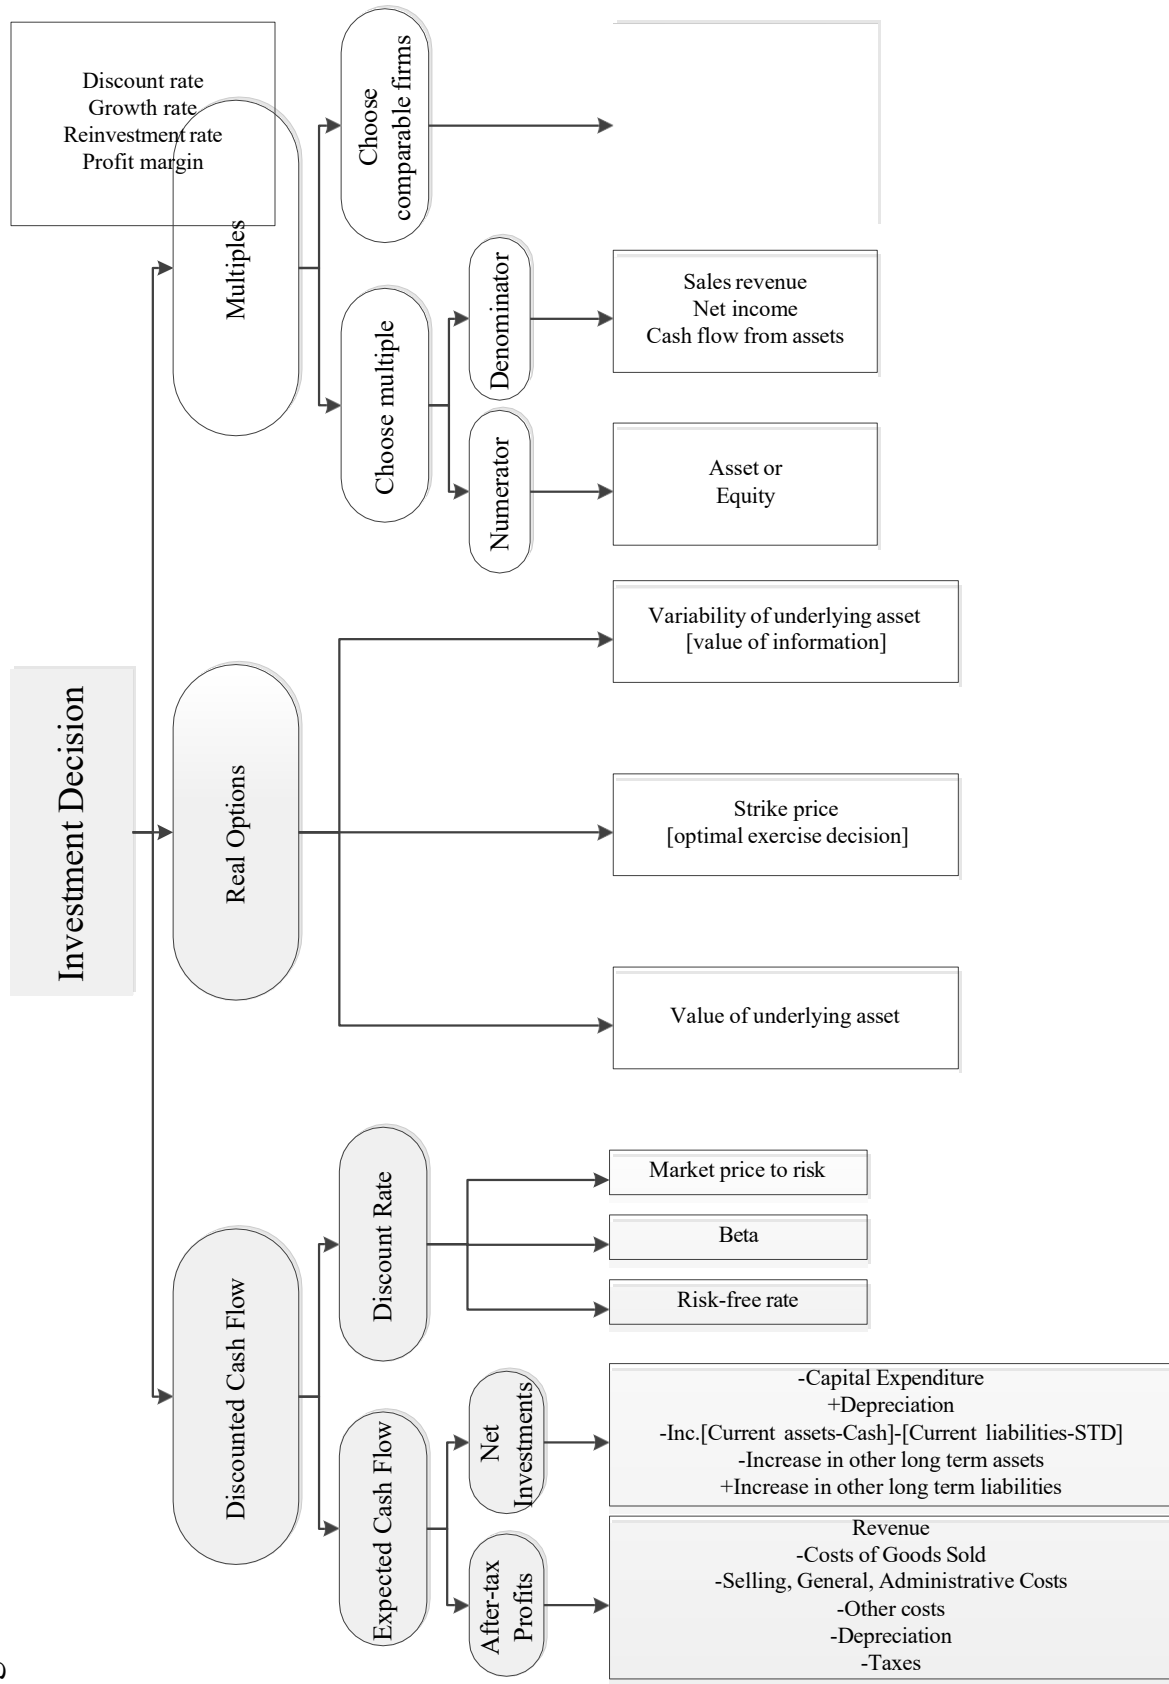 Discount rate
Growth rate
Reinvestment rate
Profit margin
Choose
comparable firms
Multiples
Denominator
Sales revenue
Net income
Cash flow from assets
Choose multiple
Numerator
Asset or
Equity
Variability of underlying asset
[value of information]
Investment Decision
Real Options
Strike price
[optimal exercise decision]
Value of underlying asset
Discount Rate
Market price to risk
Beta
Risk-free rate
Discounted Cash Flow
Net
Investments
-Capital Expenditure
+Depreciation
-Inc.[Current assets-Cash]-[Current liabilities-STD]
-Increase in other long term assets
+Increase in other long term liabilities
Expected Cash Flow
After-tax
Profits
Revenue
-Costs of Goods Sold
-Selling, General, Administrative Costs
-Other costs
-Depreciation
-Taxes